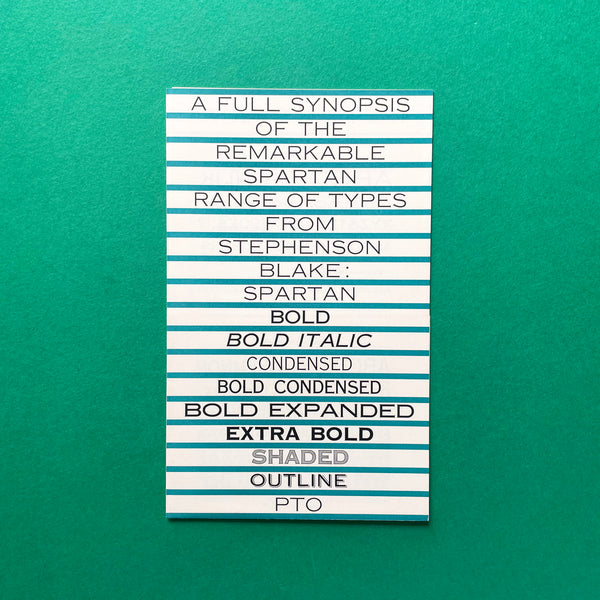 A FULL SYNOPSIS
OF THE
REMARKABLE
SPARTAN
RANGE OF TYPES
FROM
STEPHENSON
BLAKE:
SPARTAN
BOLD
BOLD ITALIC
CONDENSED
BOLD CONDENSED
BOLD EXPANDED
EXTRA BOLD
SHADED
OUTLINE
PTO